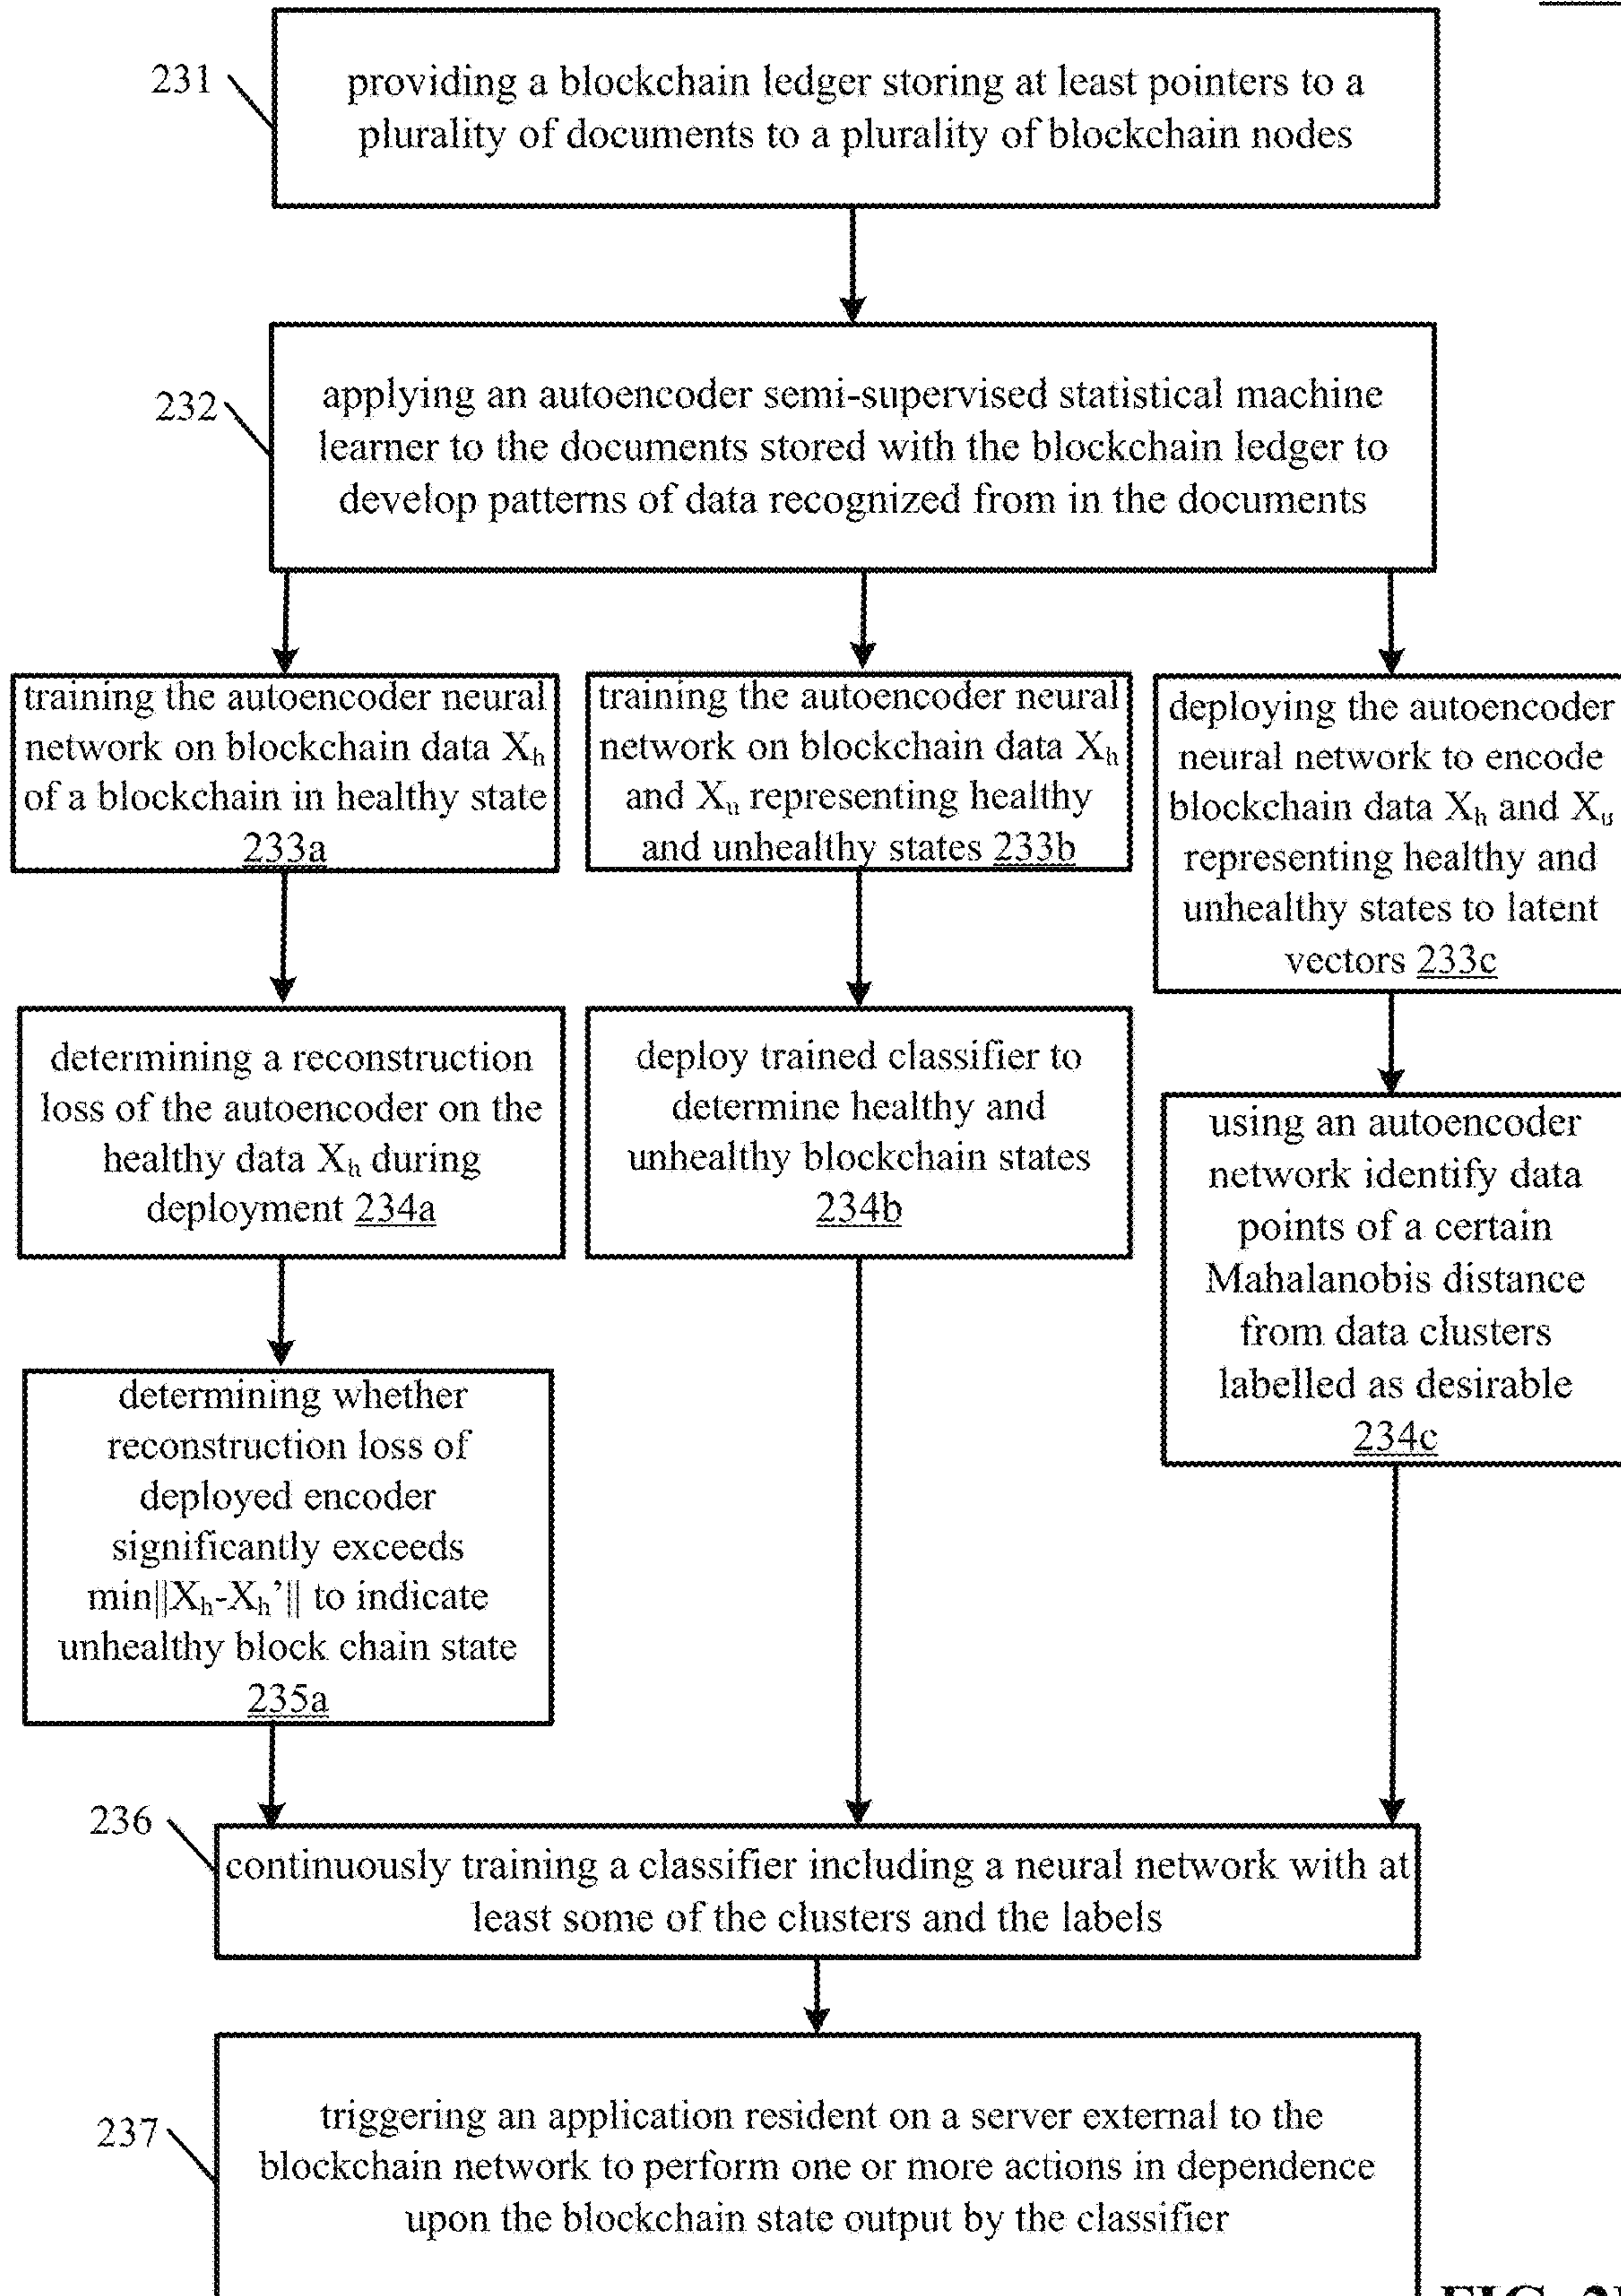 231
providing a blockchain ledger storing at least pointers to a
plurality of documents to a plurality of blockchain nodes
232
applying an autoencoder semi-supervised statistical machine
learner to the documents stored with the blockchain ledger to
develop patterns of data recognized from in the documents
training the autoencoder neural
network on blockchain data Xh
of a blockchain in healthy state
233a
training the autoencoder neural
network on blockchain data Xh
and Xu representing healthy
and unhealthy states 233b
deploying the autoencoder
neural network to encode
blockchain data Xh and Xu
representing healthy and
unhealthy states to latent
vectors 233c
determining a reconstruction
loss of the autoencoder on the
healthy data Xh during
deployment 234a
deploy trained classifier to
determine healthy and
unhealthy blockchain states
234b
using an autoencoder
network identify data
points of a certain
Mahalanobis distance
from data clusters
labelled as desirable
234c
determining whether
reconstruction loss of
deployed encoder
significantly exceeds
min||Xh-Xh’|| to indicate
unhealthy block chain state
235a
236
continuously training a classifier including a neural network with at
least some of the clusters and the labels
237
triggering an application resident on a server external to the
blockchain network to perform one or more actions in dependence
upon the blockchain state output by the classifier